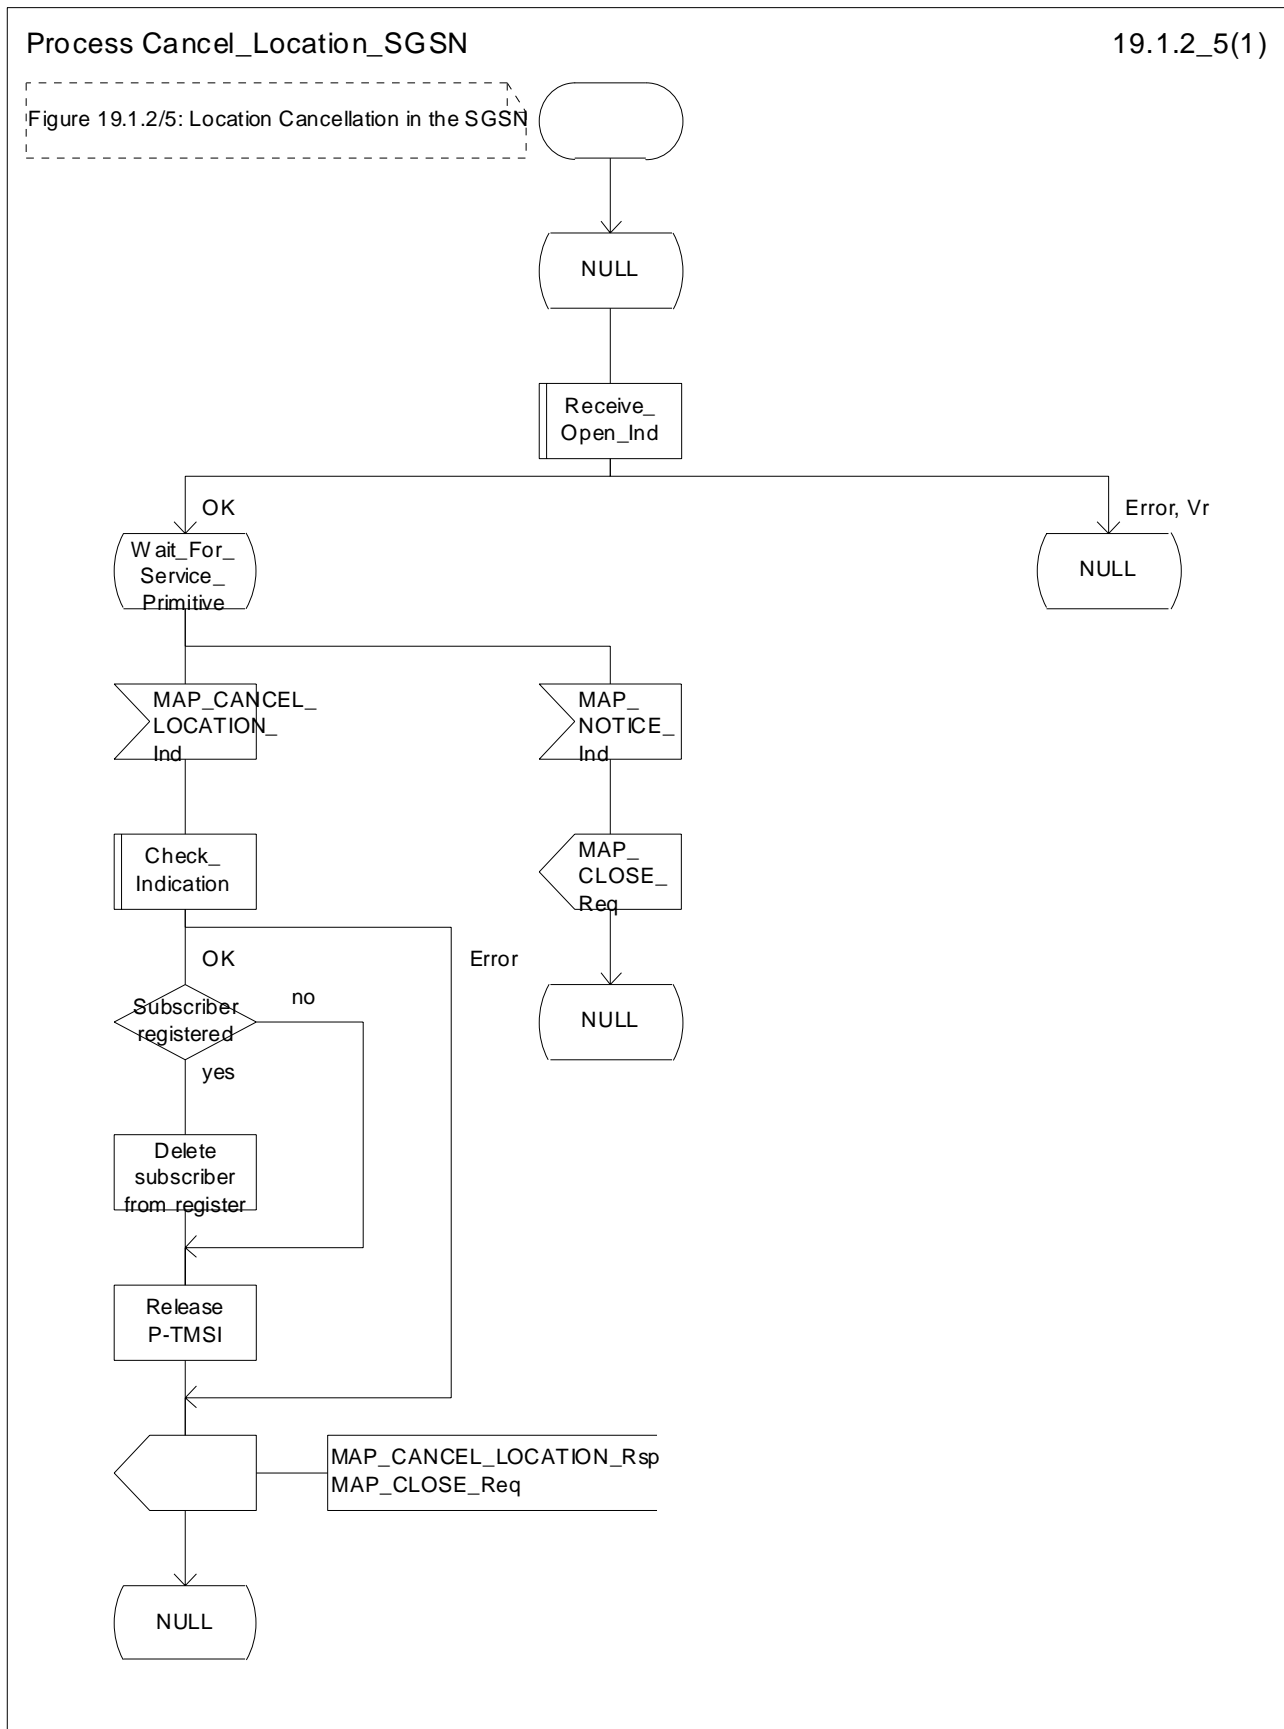 Process Cancel_Location_SGSN
19.1.2_5(1)
Figure 19.1.2/5: Location Cancellation in the SGSN
NULL
Receive_
Open_Ind
OK
Error, Vr
Wait_For_
Service_
Primitive
NULL
MAP_CANCEL_
LOCATION_
Ind
MAP_
NOTICE_
Ind
Check_
Indication
MAP_
CLOSE_
Req
OK
Error
Subscriber
registered
no
NULL
yes
Delete
subscriber
from register
Release
P-TMSI
MAP_CANCEL_LOCATION_Rsp
MAP_CLOSE_Req
NULL